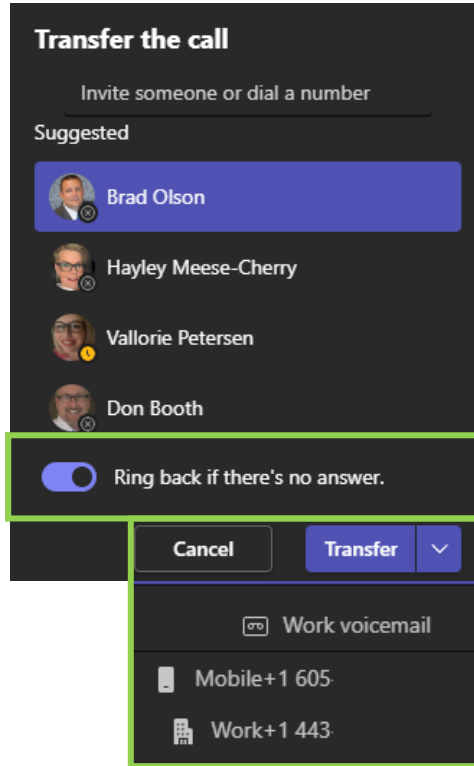 Transfer the call
Invite someone or dial a number
Suggested
Brad Olson
Hayley Meese-Cherry
Vallorie Petersen
Don Booth
Ring back if there's no answer.
Cancel Transfer
Work voicemail
Mobile+1 605
Work+1 443